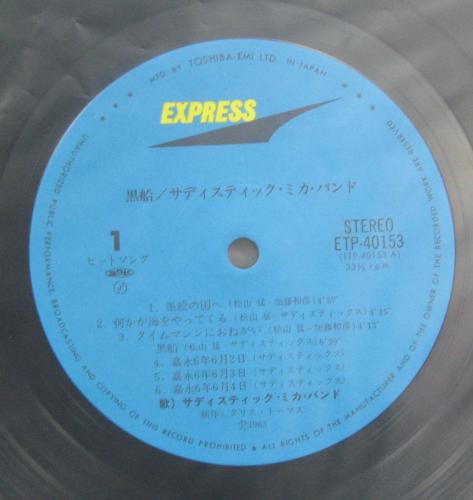 MFD BY TOSHIBA-EMI LTD. IN JAPAN
EXPRESS
黒船/サディスティック・ミカ・バンド
1
ヒットソング
STEREO
ETP-40153
(ETP-40153-A)
33⅓ r.p.m.
1. 墨絵の国へ (松山 猛-加藤和彦) 4'57"
2. 何かが海をやってくる (松山 猛-サディスティックス) 4'15"
3. タイムマシンにおねがい (松山 猛-加藤和彦) 4'13"
黒船 (松山 猛-サディスティックス) 6'29"
4. 嘉永6年6月2日 (サディスティックス)
5. 嘉永6年6月3日 (サディスティックス)
6. 嘉永6年6月4日 (サディスティックス)
歌) サディスティック・ミカ・バンド
制作) クリス・トーマス
UNAUTHORIZED PUBLIC PERFORMANCE, BROADCASTING AND COPYING OF THIS RECORD PROHIBITED ▲ ALL RIGHTS OF THE MANUFACTURER AND OF THE OWNER OF THE RECORDED WORK ARE RESERVED